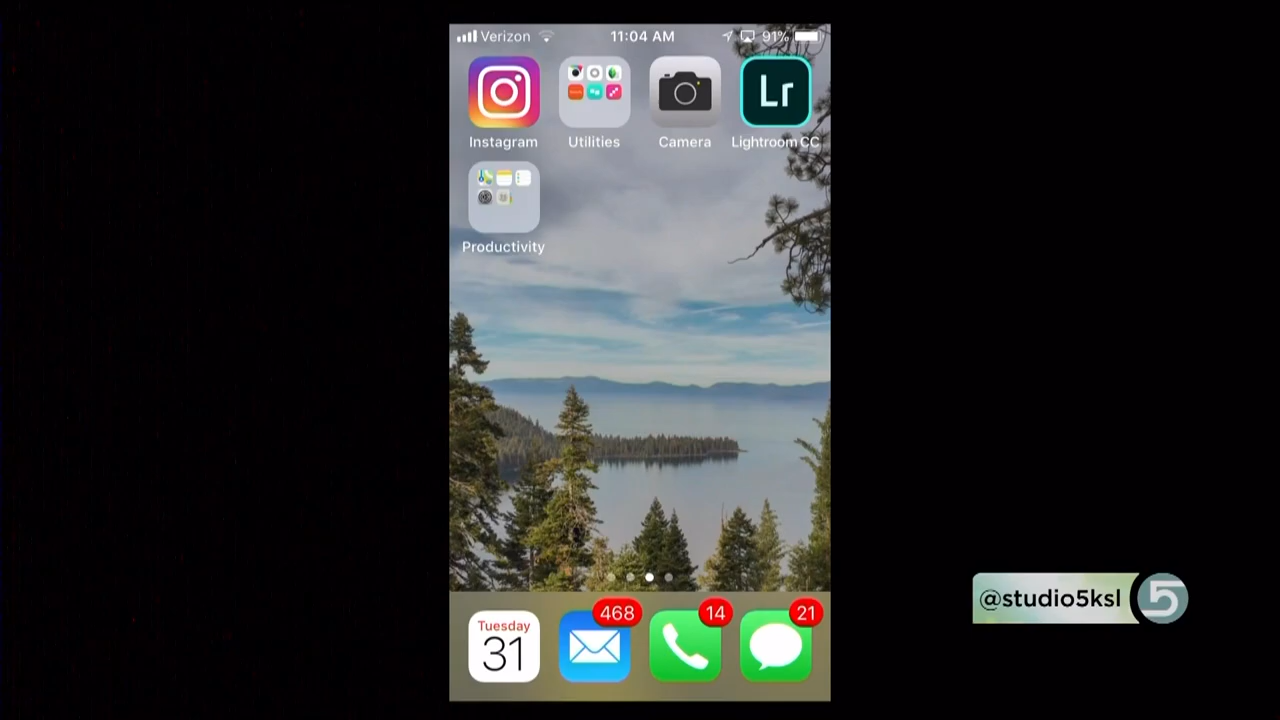 Verizon 11:04 AM 91%
Lr
Instagram Utilities Camera Lightroom CC
Productivity
468 14 21
Tuesday
31
@studio5ksl 5